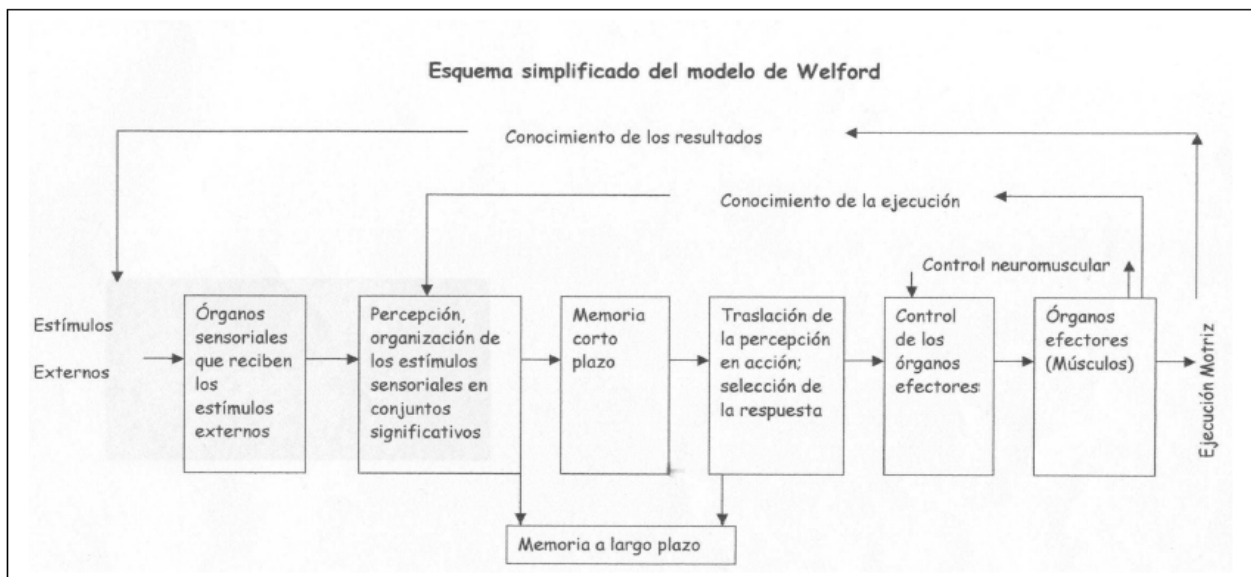 Esquema simplificado del modelo de Welford
Conocimiento de los resultados
Conocimiento de la ejecución
Control neuromuscular
Estímulos
Externos
Órganos
sensoriales
que reciben
los
estímulos
externos
Percepción,
organización de
los estímulos
sensoriales en
conjuntos
significativos
Memoria
corto
plazo
Traslación de
la percepción
en acción;
selección de
la respuesta
Control
de los
órganos
efectores
Órganos
efectores
(Músculos)
Ejecución Motriz
Memoria a largo plazo